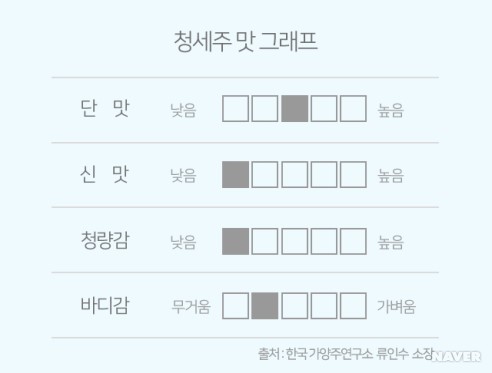 청세주 맛 그래프
단 맛 낮음 높음
신 맛 낮음 높음
청량감 낮음 높음
바디감 무거움 가벼움
출처 : 한국 가양주연구소 류인수 소장
NAVER